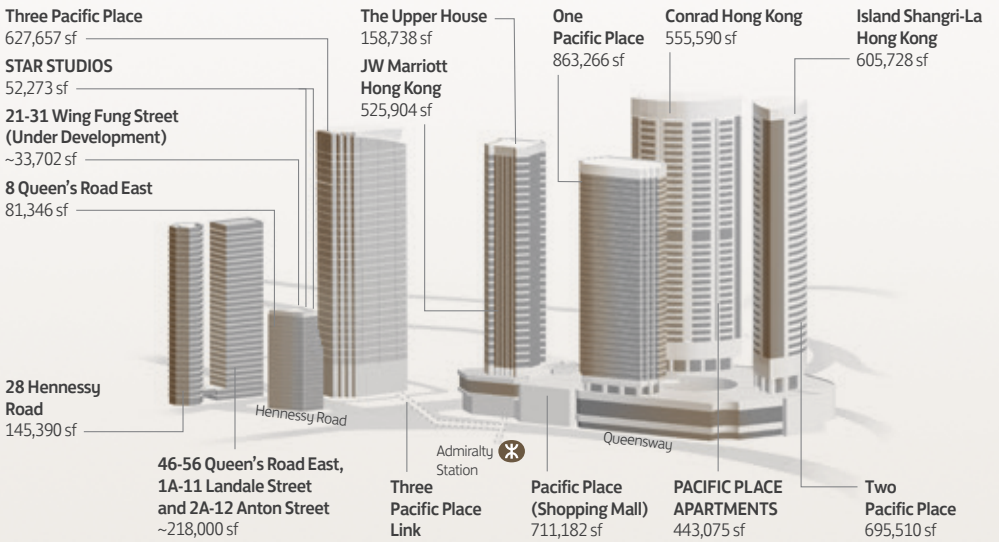 Three Pacific Place
627,657 sf
STAR STUDIOS
52,273 sf
21-31 Wing Fung Street
(Under Development)
~33,702 sf
8 Queen's Road East
81,346 sf
28 Hennessy
Road
145,390 sf
46-56 Queen's Road East,
1A-11 Landale Street
and 2A-12 Anton Street
~218,000 sf
Hennessy Road
The Upper House
158,738 sf
JW Marriott
Hong Kong
525,904 sf
One
Pacific Place
863,266 sf
Conrad Hong Kong
555,590 sf
Island Shangri-La
Hong Kong
605,728 sf
Queensway
Admiralty
Station
Three
Pacific Place
Link
Pacific Place
(Shopping Mall)
711,182 sf
PACIFIC PLACE
APARTMENTS
443,075 sf
Two
Pacific Place
695,510 sf